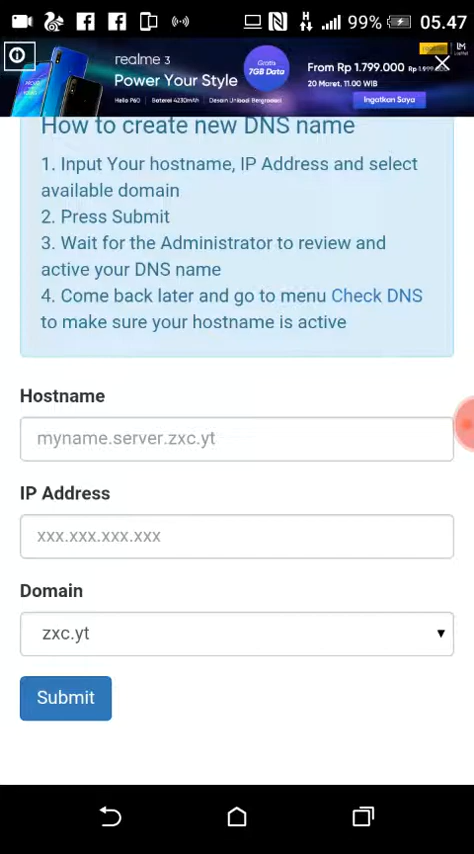 99% 05.47
realme 3
Power Your Style
Gratis
7GB Data
From Rp 1.799.000
20 Maret, 11.00 WIB
Ingatkan Saya
How to create new DNS name
1. Input Your hostname, IP Address and select
available domain
2. Press Submit
3. Wait for the Administrator to review and
active your DNS name
4. Come back later and go to menu Check DNS
to make sure your hostname is active
Hostname
myname.server.zxc.yt
IP Address
xxx.xxx.xxx.xxx
Domain
zxc.yt
Submit